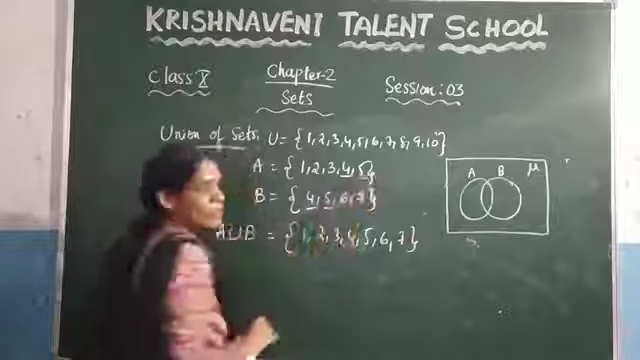 KRISHNAVENI TALENT SCHOOL
Class X
Chapter-2
Sets
Session: 03
Union of Sets. U = {1,2,3,4,5,6,7,8,9,10}
A = {1,2,3,4,5}
B = {4,5,6,7}
A B μ
AUB = {1,2,3,4,5,6,7}